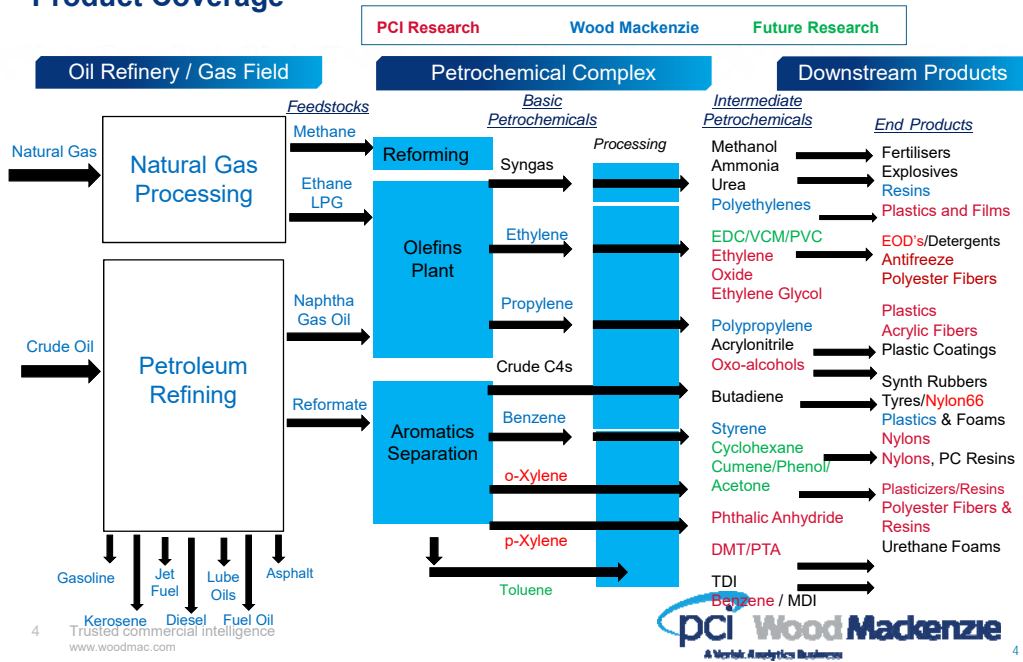 Product Coverage
PCI Research Wood Mackenzie Future Research
Oil Refinery / Gas Field
Petrochemical Complex
Downstream Products
Feedstocks
Basic
Petrochemicals
Processing
Intermediate
Petrochemicals
End Products
Natural Gas
Natural Gas
Processing
Methane
Ethane
LPG
Crude Oil
Petroleum
Refining
Naphtha
Gas Oil
Reformate
Gasoline
Kerosene
Jet
Fuel
Diesel
Lube
Oils
Fuel Oil
Asphalt
Reforming
Olefins
Plant
Aromatics
Separation
Syngas
Ethylene
Propylene
Crude C4s
Benzene
o-Xylene
p-Xylene
Toluene
Methanol
Ammonia
Urea
Polyethylenes
EDC/VCM/PVC
Ethylene
Oxide
Ethylene Glycol
Polypropylene
Acrylonitrile
Oxo-alcohols
Butadiene
Styrene
Cyclohexane
Cumene/Phenol/
Acetone
Phthalic Anhydride
DMT/PTA
TDI
Benzene / MDI
Fertilisers
Explosives
Resins
Plastics and Films
EOD's/Detergents
Antifreeze
Polyester Fibers
Plastics
Acrylic Fibers
Plastic Coatings
Synth Rubbers
Tyres/Nylon66
Plastics & Foams
Nylons
Nylons, PC Resins
Plasticizers/Resins
Polyester Fibers &
Resins
Urethane Foams
4 Trusted commercial intelligence
www.woodmac.com
pci Wood Mackenzie
A Verisk Analytics Business
4